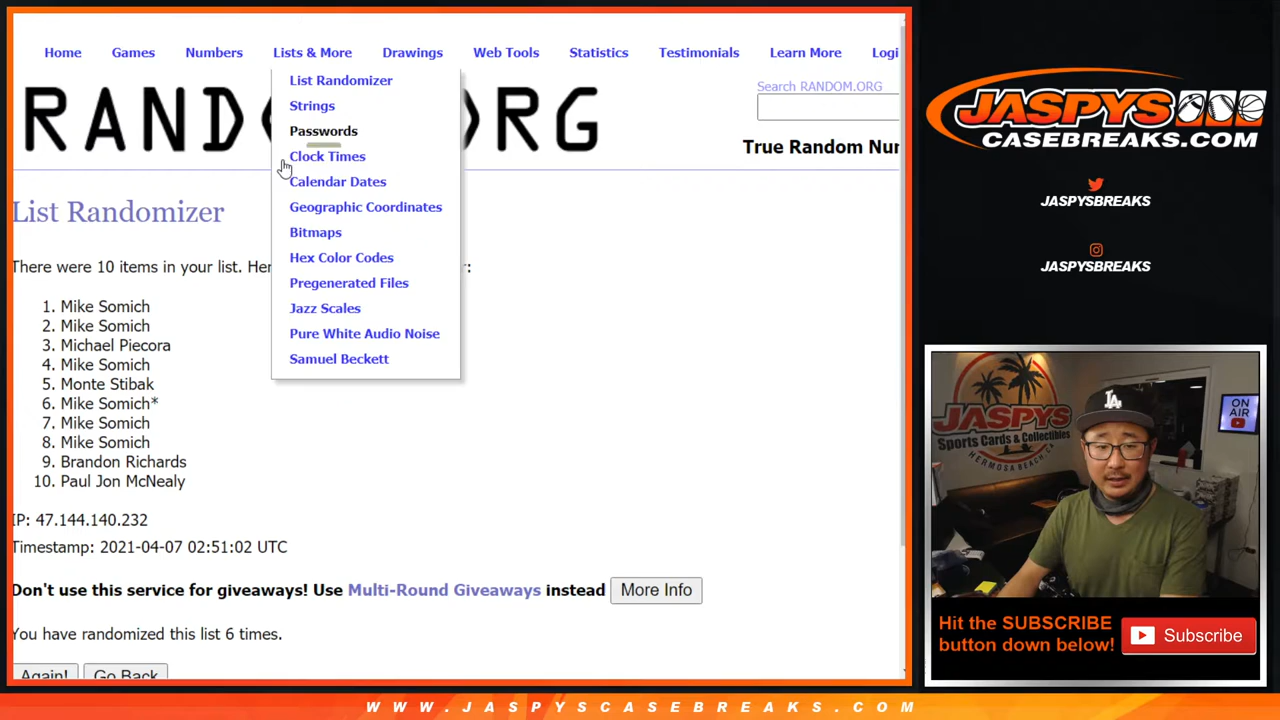 Home Games Numbers Lists & More Drawings Web Tools Statistics Testimonials Learn More Logi
List Randomizer
Strings
Passwords
Clock Times
Calendar Dates
Geographic Coordinates
Bitmaps
Hex Color Codes
Pregenerated Files
Jazz Scales
Pure White Audio Noise
Samuel Beckett
Search RANDOM.ORG
RANDO RG
True Random Nur
List Randomizer
There were 10 items in your list. Her r:
1. Mike Somich
2. Mike Somich
3. Michael Piecora
4. Mike Somich
5. Monte Stibak
6. Mike Somich*
7. Mike Somich
8. Mike Somich
9. Brandon Richards
10. Paul Jon McNealy
IP: 47.144.140.232
Timestamp: 2021-04-07 02:51:02 UTC
Don't use this service for giveaways! Use Multi-Round Giveaways instead More Info
You have randomized this list 6 times.
Again! Go Back
JASPYS
CASEBREAKS.COM
JASPYSBREAKS
JASPYSBREAKS
JASPYS
Sports Cards & Collectibles
HERMOSA BEACH, CA
LA
ON
AIR
Hit the SUBSCRIBE
button down below!
Subscribe
WWW.JASPYSCASEBREAKS.COM